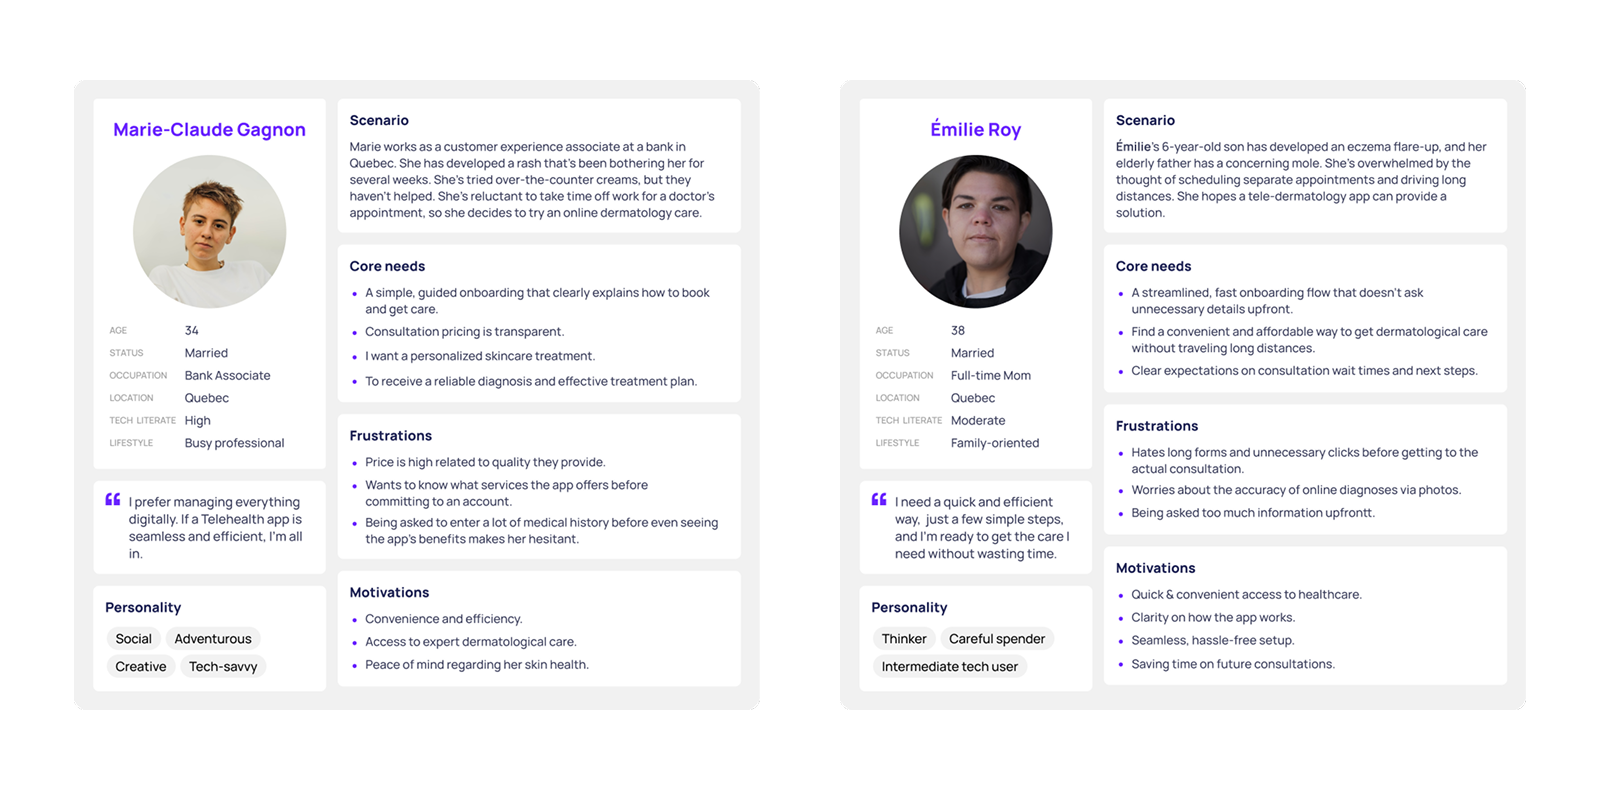 Marie-Claude Gagnon
AGE 34
STATUS Married
OCCUPATION Bank Associate
LOCATION Quebec
TECH LITERATE High
LIFESTYLE Busy professional
“ I prefer managing everything
digitally. If a Telehealth app is
seamless and efficient, I'm all
in.
Personality
Social Adventurous
Creative Tech-savvy
Scenario
Marie works as a customer experience associate at a bank in
Quebec. She has developed a rash that's been bothering her for
several weeks. She's tried over-the-counter creams, but they
haven't helped. She's reluctant to take time off work for a doctor's
appointment, so she decides to try an online dermatology care.
Core needs
• A simple, guided onboarding that clearly explains how to book
and get care.
• Consultation pricing is transparent.
• I want a personalized skincare treatment.
• To receive a reliable diagnosis and effective treatment plan.
Frustrations
• Price is high related to quality they provide.
• Wants to know what services the app offers before
committing to an account.
• Being asked to enter a lot of medical history before even seeing
the app's benefits makes her hesitant.
Motivations
• Convenience and efficiency.
• Access to expert dermatological care.
• Peace of mind regarding her skin health.
Émilie Roy
AGE 38
STATUS Married
OCCUPATION Full-time Mom
LOCATION Quebec
TECH LITERATE Moderate
LIFESTYLE Family-oriented
“ I need a quick and efficient
way, just a few simple steps,
and I'm ready to get the care I
need without wasting time.
Personality
Thinker Careful spender
Intermediate tech user
Scenario
Émilie's 6-year-old son has developed an eczema flare-up, and her
elderly father has a concerning mole. She's overwhelmed by the
thought of scheduling separate appointments and driving long
distances. She hopes a tele-dermatology app can provide a
solution.
Core needs
• A streamlined, fast onboarding flow that doesn't ask
unnecessary details upfront.
• Find a convenient and affordable way to get dermatological care
without traveling long distances.
• Clear expectations on consultation wait times and next steps.
Frustrations
• Hates long forms and unnecessary clicks before getting to the
actual consultation.
• Worries about the accuracy of online diagnoses via photos.
• Being asked too much information upfrontt.
Motivations
• Quick & convenient access to healthcare.
• Clarity on how the app works.
• Seamless, hassle-free setup.
• Saving time on future consultations.